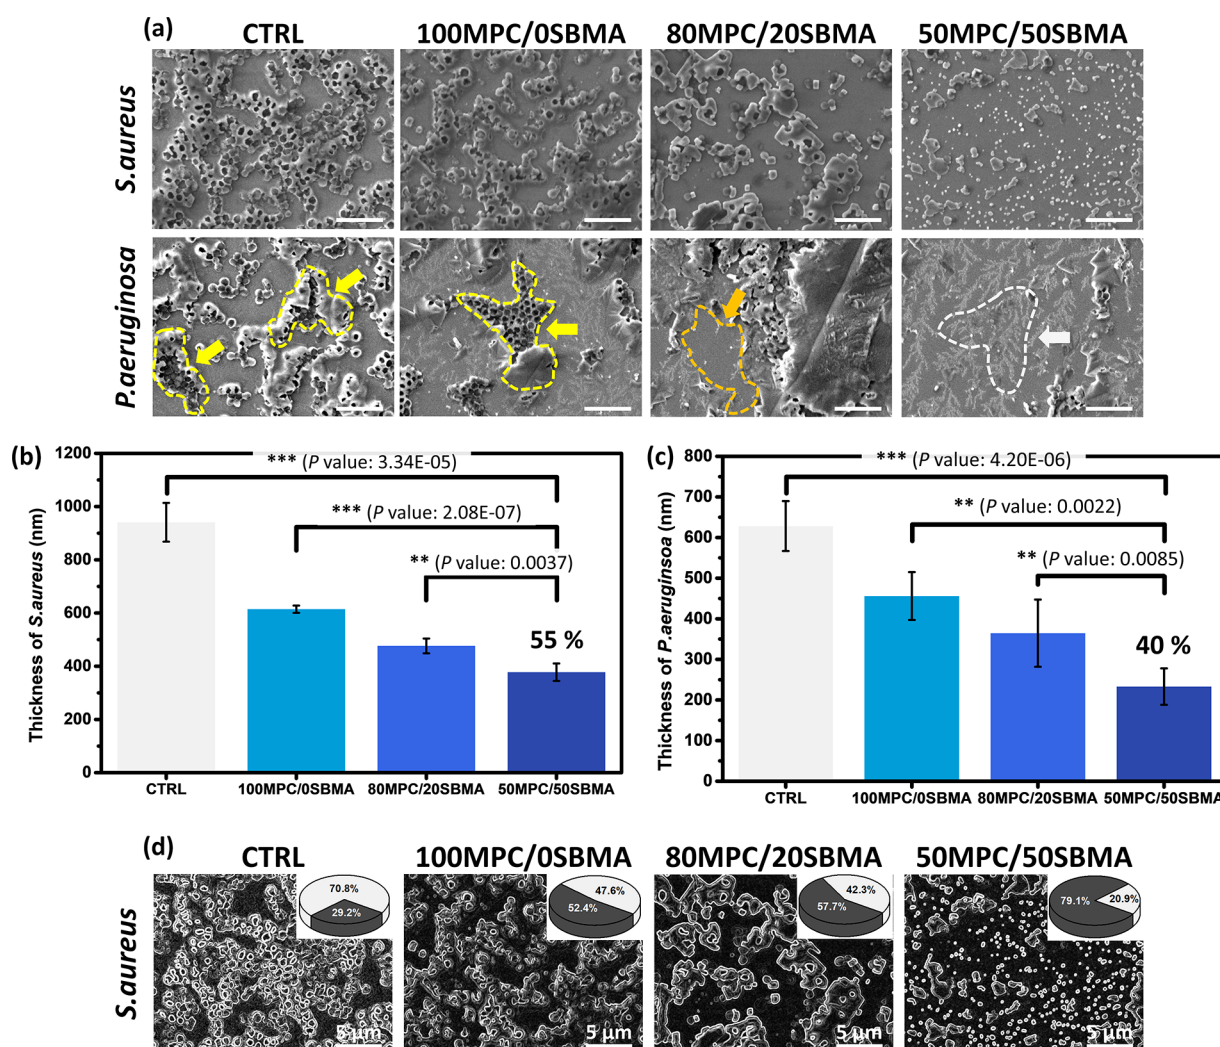 (a)
CTRL 100MPC/0SBMA 80MPC/20SBMA 50MPC/50SBMA
S.aureus
P.aeruginosa
(b)
Thickness of S.aureus (nm)
1200
1000
800
600
400
200
0
*** (P value: 3.34E-05)
*** (P value: 2.08E-07)
** (P value: 0.0037)
55 %
CTRL 100MPC/0SBMA 80MPC/20SBMA 50MPC/50SBMA
(c)
Thickness of P.aeruginsoa (nm)
800
700
600
500
400
300
200
100
0
*** (P value: 4.20E-06)
** (P value: 0.0022)
** (P value: 0.0085)
40 %
CTRL 100MPC/0SBMA 80MPC/20SBMA 50MPC/50SBMA
(d)
CTRL 100MPC/0SBMA 80MPC/20SBMA 50MPC/50SBMA
S.aureus
70.8%
29.2%
5 µm
47.6%
52.4%
5 µm
42.3%
57.7%
5 µm
79.1%
20.9%
5 µm